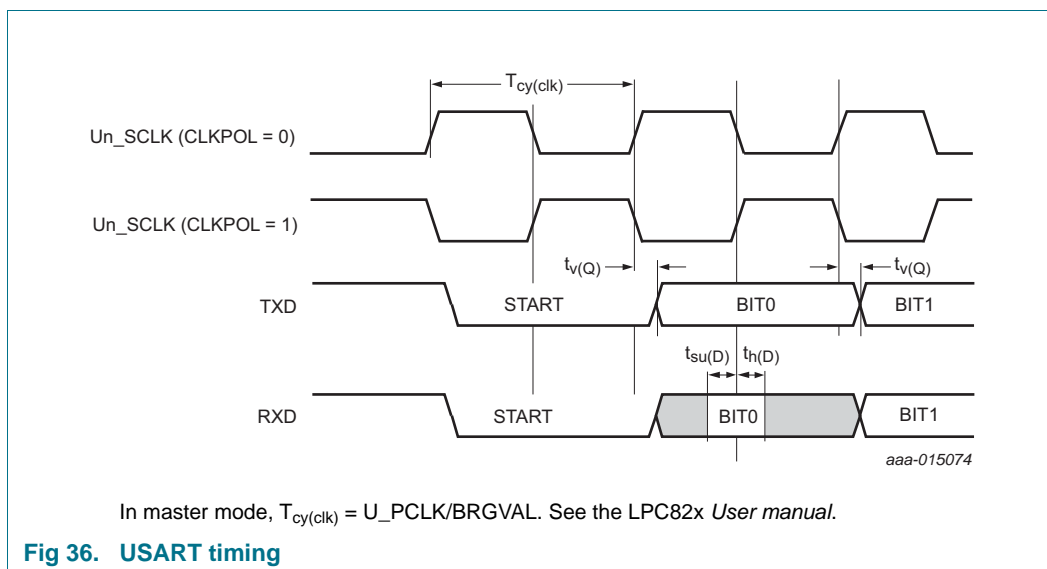 Tcy(clk)
Un_SCLK (CLKPOL = 0)
Un_SCLK (CLKPOL = 1)
tv(Q) tv(Q)
TXD START BIT0 BIT1
tsu(D) th(D)
RXD START BIT0 BIT1
aaa-015074
In master mode, Tcy(clk) = U_PCLK/BRGVAL. See the LPC82x User manual.
Fig 36. USART timing